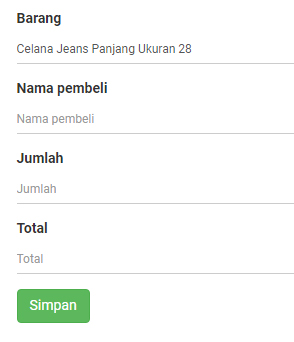 Barang
Celana Jeans Panjang Ukuran 28
Nama pembeli
Nama pembeli
Jumlah
Jumlah
Total
Total
Simpan